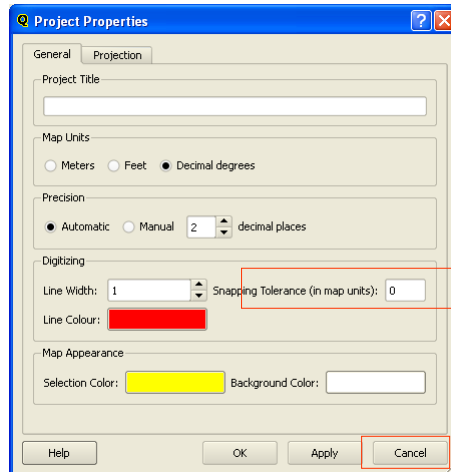 Project Properties
General Projection
Project Title
Map Units
Meters Feet Decimal degrees
Precision
Automatic Manual 2 decimal places
Digitizing
Line Width: 1 Snapping Tolerance (in map units): 0
Line Colour:
Map Appearance
Selection Color: Background Color:
Help OK Apply Cancel